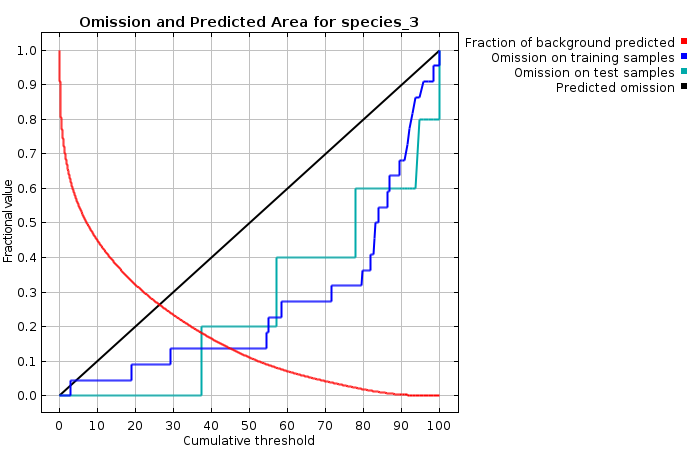 Omission and Predicted Area for species_3
Fraction of background predicted
Omission on training samples
Omission on test samples
Predicted omission
Fractional value
1.0
0.9
0.8
0.7
0.6
0.5
0.4
0.3
0.2
0.1
0.0
0 10 20 30 40 50 60 70 80 90 100
Cumulative threshold